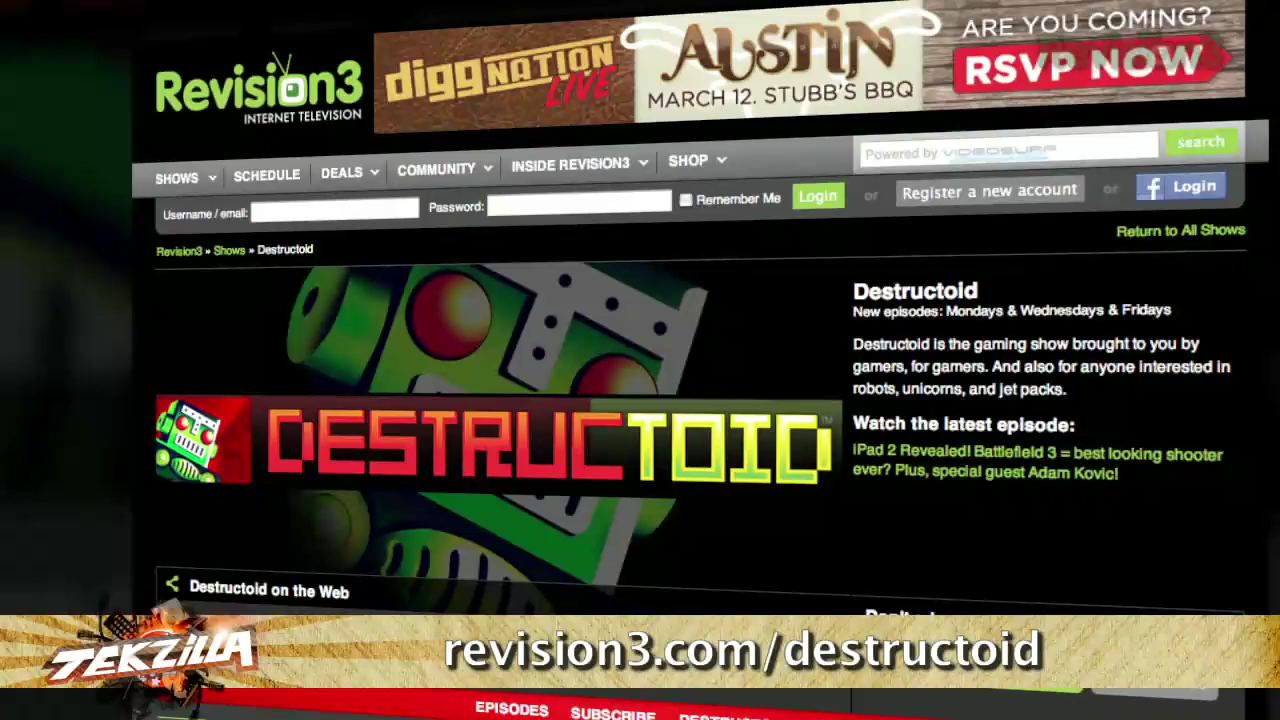 Revision3
INTERNET TELEVISION
diggNATION
LIVE
AUSTIN
MARCH 12. STUBB'S BBQ
ARE YOU COMING?
RSVP NOW
SHOWS
SCHEDULE
DEALS
COMMUNITY
INSIDE REVISION3
SHOP
Powered by VIDEOSURF
search
Username / email:
Password:
Remember Me
Login
or
Register a new account
or
f Login
Revision3 » Shows » Destructoid
Return to All Shows
DESTRUCTOID
TM
Destructoid
New episodes: Mondays & Wednesdays & Fridays
Destructoid is the gaming show brought to you by
gamers, for gamers. And also for anyone interested in
robots, unicorns, and jet packs.
Watch the latest episode:
iPad 2 Revealed! Battlefield 3 = best looking shooter
ever? Plus, special guest Adam Kovic!
Destructoid on the Web
TEKZILLA
revision3.com/destructoid
EPISODES
SUBSCRIBE